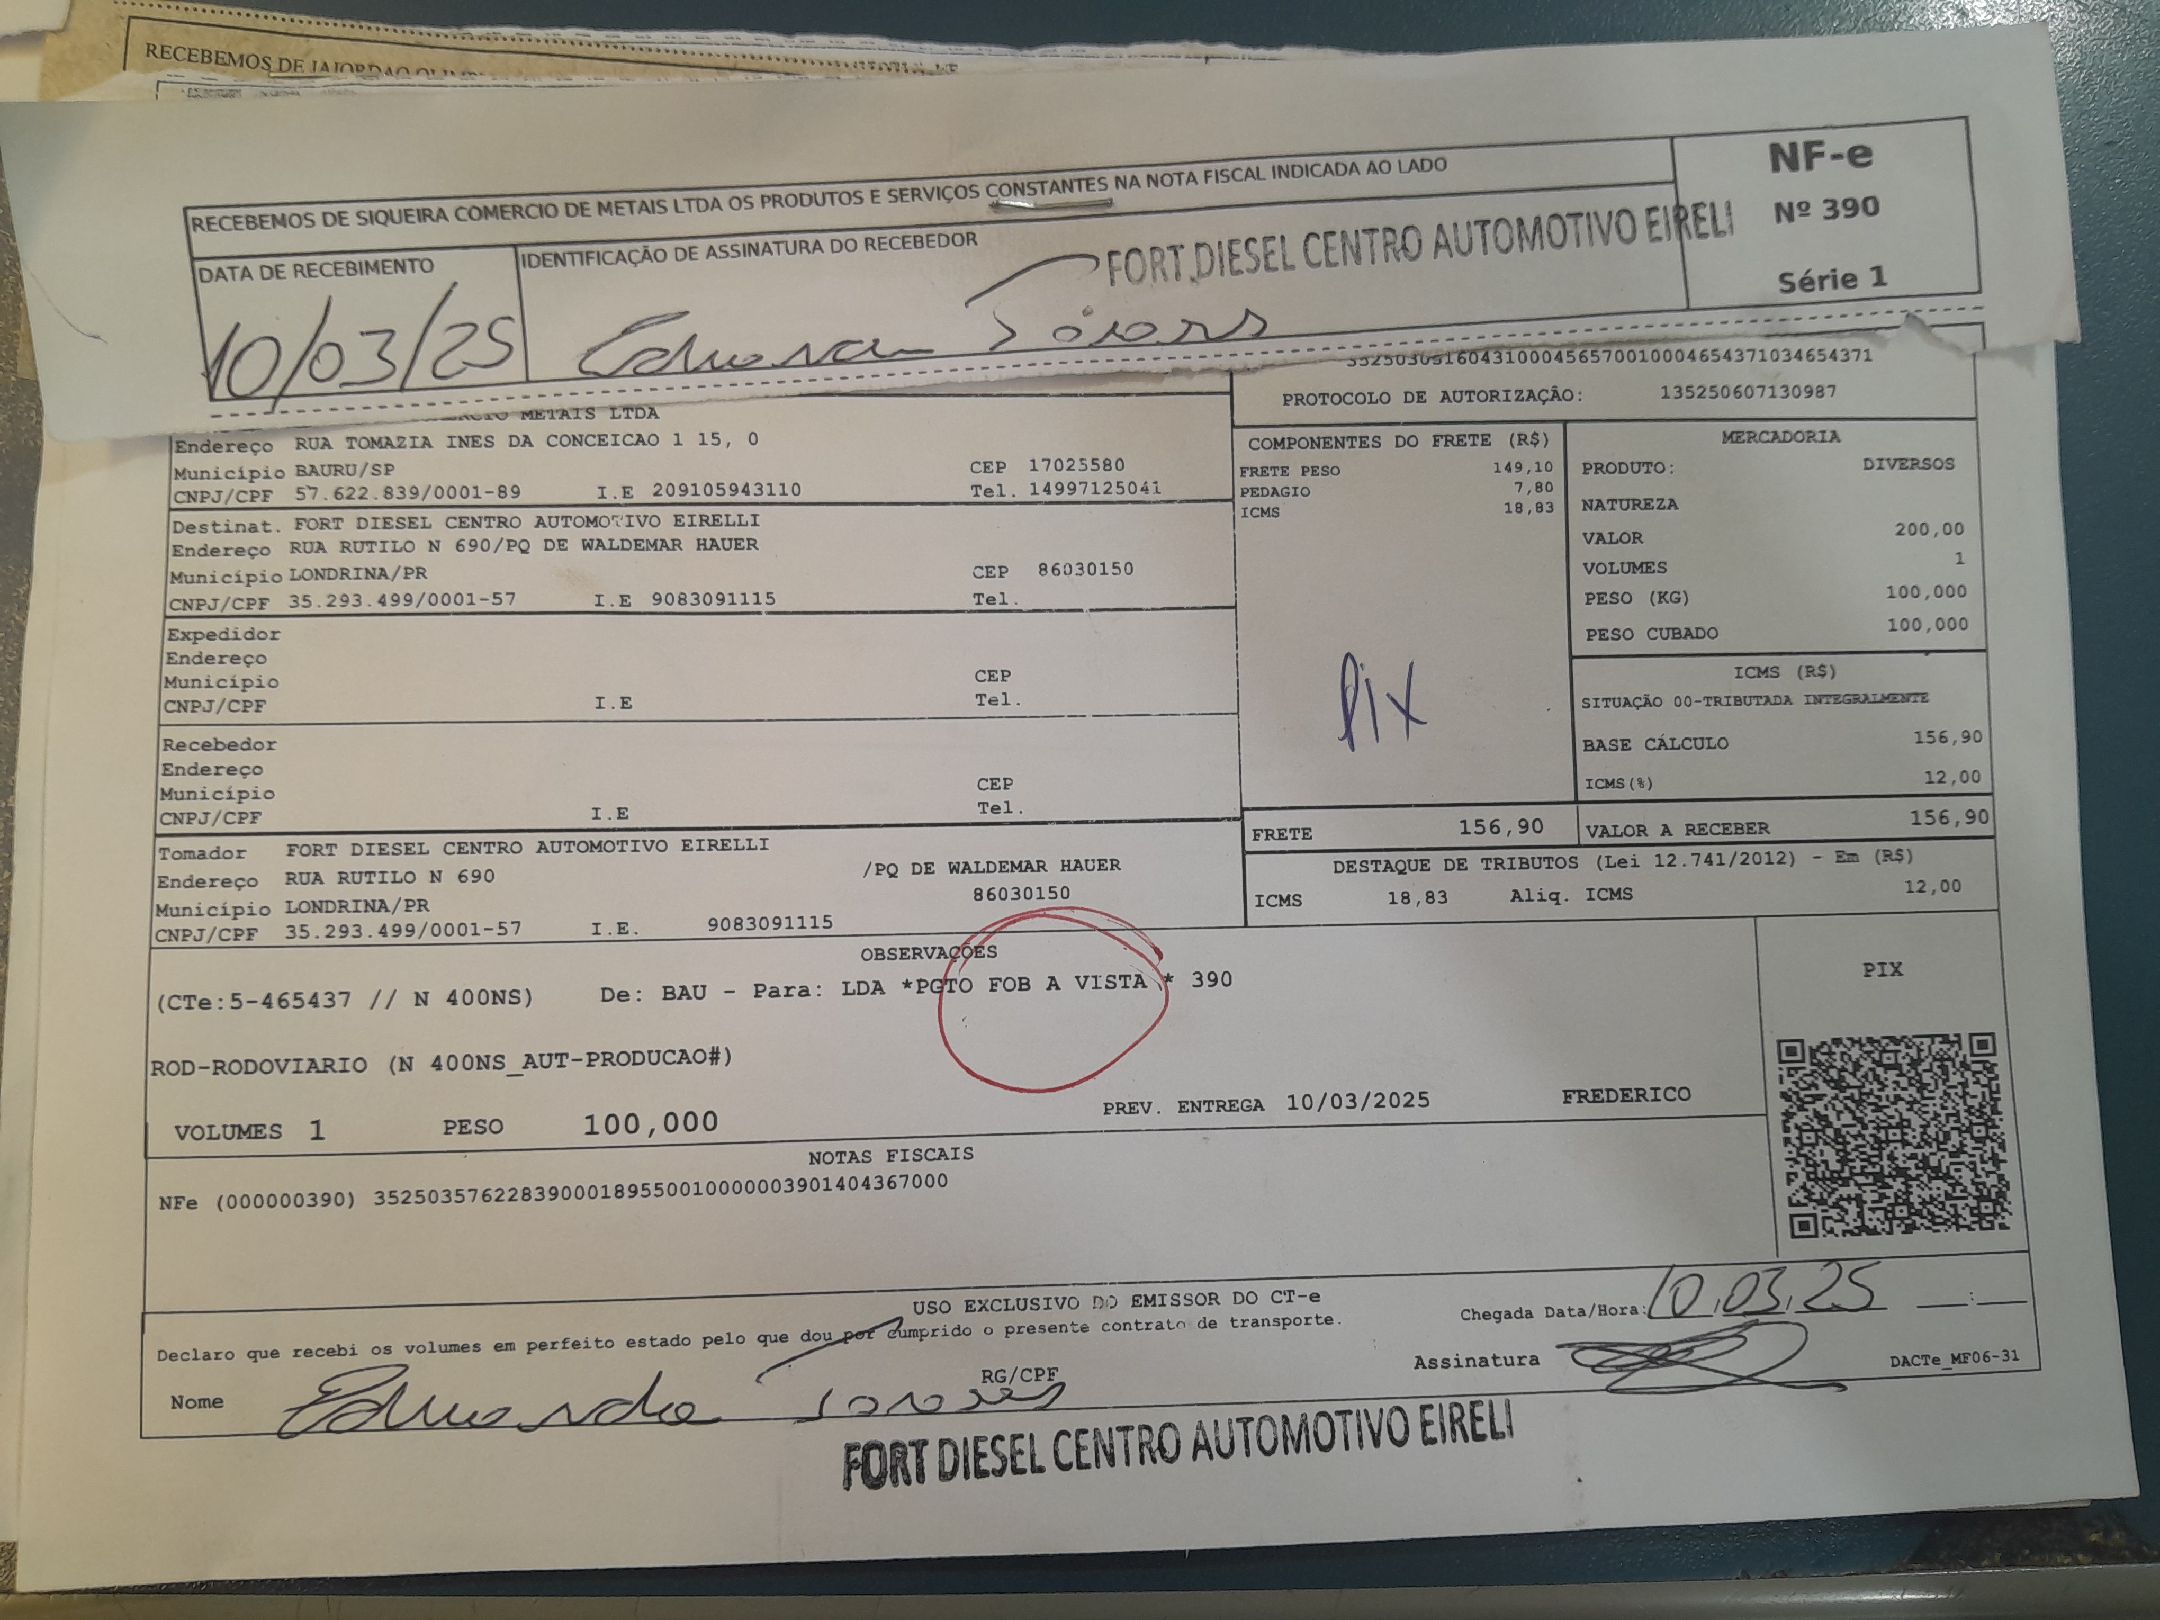 RECEBEMOS DE
RECEBEMOS DE SIQUEIRA COMERCIO DE METAIS LTDA OS PRODUTOS E SERVIÇOS CONSTANTES NA NOTA FISCAL INDICADA AO LADO
NF-e
Nº 390
Série 1
DATA DE RECEBIMENTO
10/03/25
IDENTIFICAÇÃO DE ASSINATURA DO RECEBEDOR
FORT DIESEL CENTRO AUTOMOTIVO EIRELI
METAIS LTDA
Endereço RUA TOMAZIA INES DA CONCEICAO 1 15, 0
Município BAURU/SP CEP 17025580
CNPJ/CPF 57.622.839/0001-89 I.E 209105943110 Tel. 14997125041
Destinat. FORT DIESEL CENTRO AUTOMOTIVO EIRELLI
Endereço RUA RUTILO N 690/PQ DE WALDEMAR HAUER
Município LONDRINA/PR CEP 86030150
CNPJ/CPF 35.293.499/0001-57 I.E 9083091115 Tel.
Expedidor
Endereço
Município CEP
CNPJ/CPF I.E Tel.
Recebedor
Endereço
Município CEP
CNPJ/CPF I.E Tel.
Tomador FORT DIESEL CENTRO AUTOMOTIVO EIRELLI
Endereço RUA RUTILO N 690 /PQ DE WALDEMAR HAUER
Município LONDRINA/PR 86030150
CNPJ/CPF 35.293.499/0001-57 I.E. 9083091115
PROTOCOLO DE AUTORIZAÇÃO: 135250607130987
COMPONENTES DO FRETE (R$)
FRETE PESO 149,10
PEDAGIO 7,80
ICMS 18,83
Pix
FRETE 156,90
MERCADORIA
PRODUTO: DIVERSOS
NATUREZA
VALOR 200,00
VOLUMES 1
PESO (KG) 100,000
PESO CUBADO 100,000
ICMS (R$)
SITUAÇÃO 00-TRIBUTADA INTEGRALMENTE
BASE CÁLCULO 156,90
ICMS(%) 12,00
VALOR A RECEBER 156,90
DESTAQUE DE TRIBUTOS (Lei 12.741/2012) - Em (R$)
ICMS 18,83 Aliq. ICMS 12,00
OBSERVAÇÕES
(CTe:5-465437 // N 400NS) De: BAU - Para: LDA *PGTO FOB A VISTA * 390
ROD-RODOVIARIO (N 400NS_AUT-PRODUCAO#)
VOLUMES 1 PESO 100,000 PREV. ENTREGA 10/03/2025 FREDERICO
PIX
NOTAS FISCAIS
NFe (000000390) 35250357622839000189550010000003901404367000
USO EXCLUSIVO DO EMISSOR DO CT-e
Declaro que recebi os volumes em perfeito estado pelo que dou por cumprido o presente contrato de transporte.
Chegada Data/Hora: 10.03.25 __:__
Nome RG/CPF
Assinatura
DACTe_MF06-31
FORT DIESEL CENTRO AUTOMOTIVO EIRELI